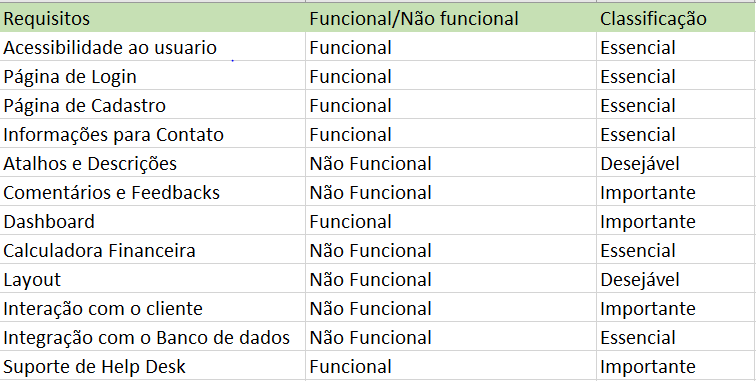 Requisitos Funcional/Não funcional Classificação
Acessibilidade ao usuario Funcional Essencial
Página de Login Funcional Essencial
Página de Cadastro Funcional Essencial
Informações para Contato Funcional Essencial
Atalhos e Descrições Não Funcional Desejável
Comentários e Feedbacks Não Funcional Importante
Dashboard Funcional Importante
Calculadora Financeira Não Funcional Essencial
Layout Não Funcional Desejável
Interação com o cliente Não Funcional Importante
Integração com o Banco de dados Não Funcional Essencial
Suporte de Help Desk Funcional Importante